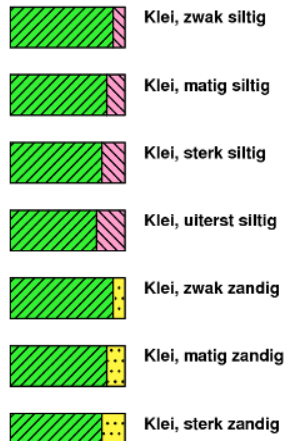 Klei, zwak siltig
Klei, matig siltig
Klei, sterk siltig
Klei, uiterst siltig
Klei, zwak zandig
Klei, matig zandig
Klei, sterk zandig